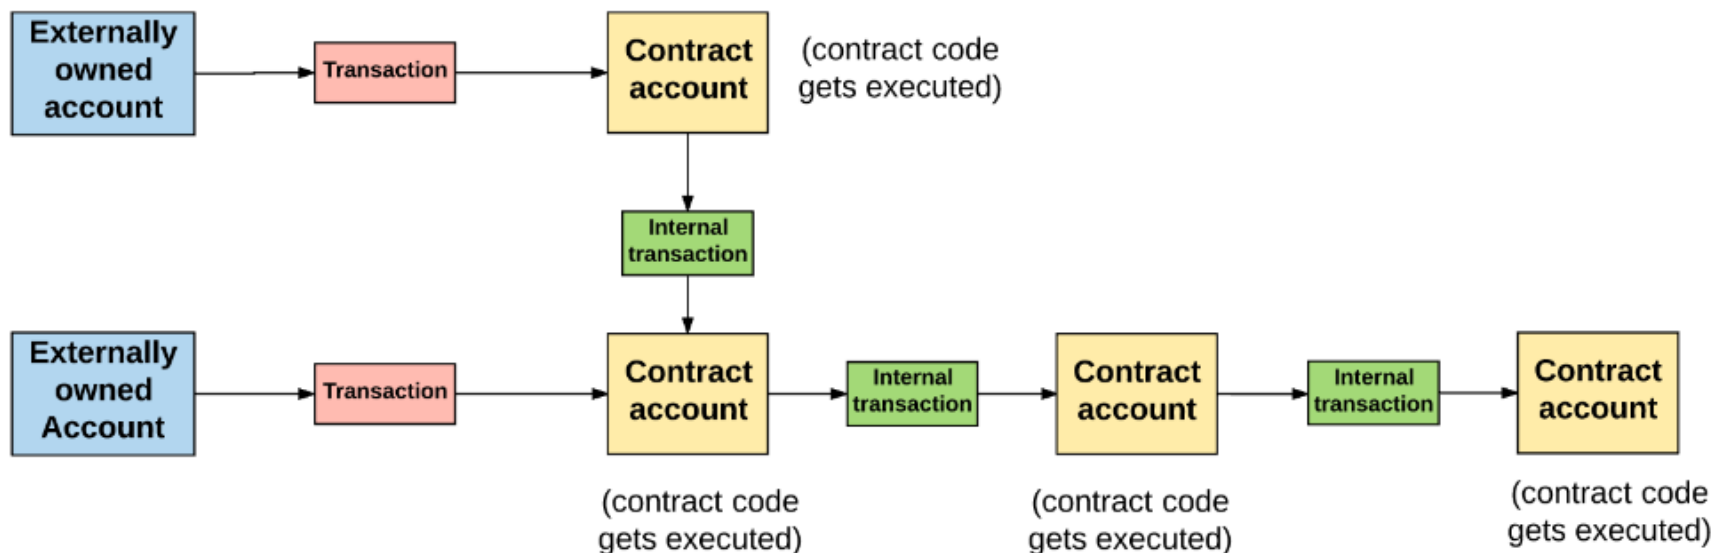 Externally
owned
account
Transaction
Contract
account
(contract code
gets executed)
Internal
transaction
Externally
owned
Account
Transaction
Contract
account
(contract code
gets executed)
Internal
transaction
Contract
account
(contract code
gets executed)
Internal
transaction
Contract
account
(contract code
gets executed)